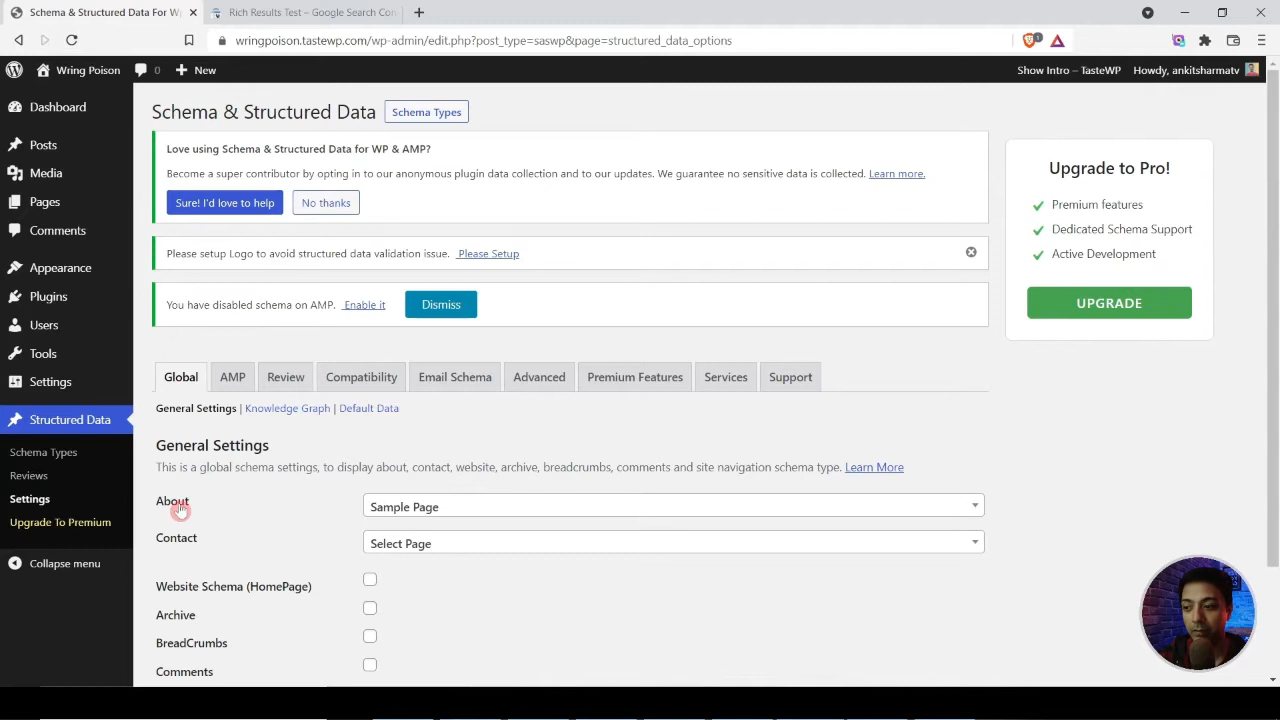 Schema & Structured Data For W
Rich Results Test – Google Search Con
wringpoison.tastewp.com/wp-admin/edit.php?post_type=saswp&page=structured_data_options
1
Wring Poison
0
New
Show Intro – TasteWP
Howdy, ankitsharmatv
Dashboard
Posts
Media
Pages
Comments
Appearance
Plugins
Users
Tools
Settings
Structured Data
Schema Types
Reviews
Settings
Upgrade To Premium
Collapse menu
Schema & Structured Data
Schema Types
Love using Schema & Structured Data for WP & AMP?
Become a super contributor by opting in to our anonymous plugin data collection and to our updates. We guarantee no sensitive data is collected. Learn more.
Sure! I'd love to help
No thanks
Please setup Logo to avoid structured data validation issue. Please Setup
You have disabled schema on AMP. Enable it
Dismiss
Upgrade to Pro!
Premium features
Dedicated Schema Support
Active Development
UPGRADE
Global
AMP
Review
Compatibility
Email Schema
Advanced
Premium Features
Services
Support
General Settings | Knowledge Graph | Default Data
General Settings
This is a global schema settings, to display about, contact, website, archive, breadcrumbs, comments and site navigation schema type. Learn More
About
Sample Page
Contact
Select Page
Website Schema (HomePage)
Archive
BreadCrumbs
Comments